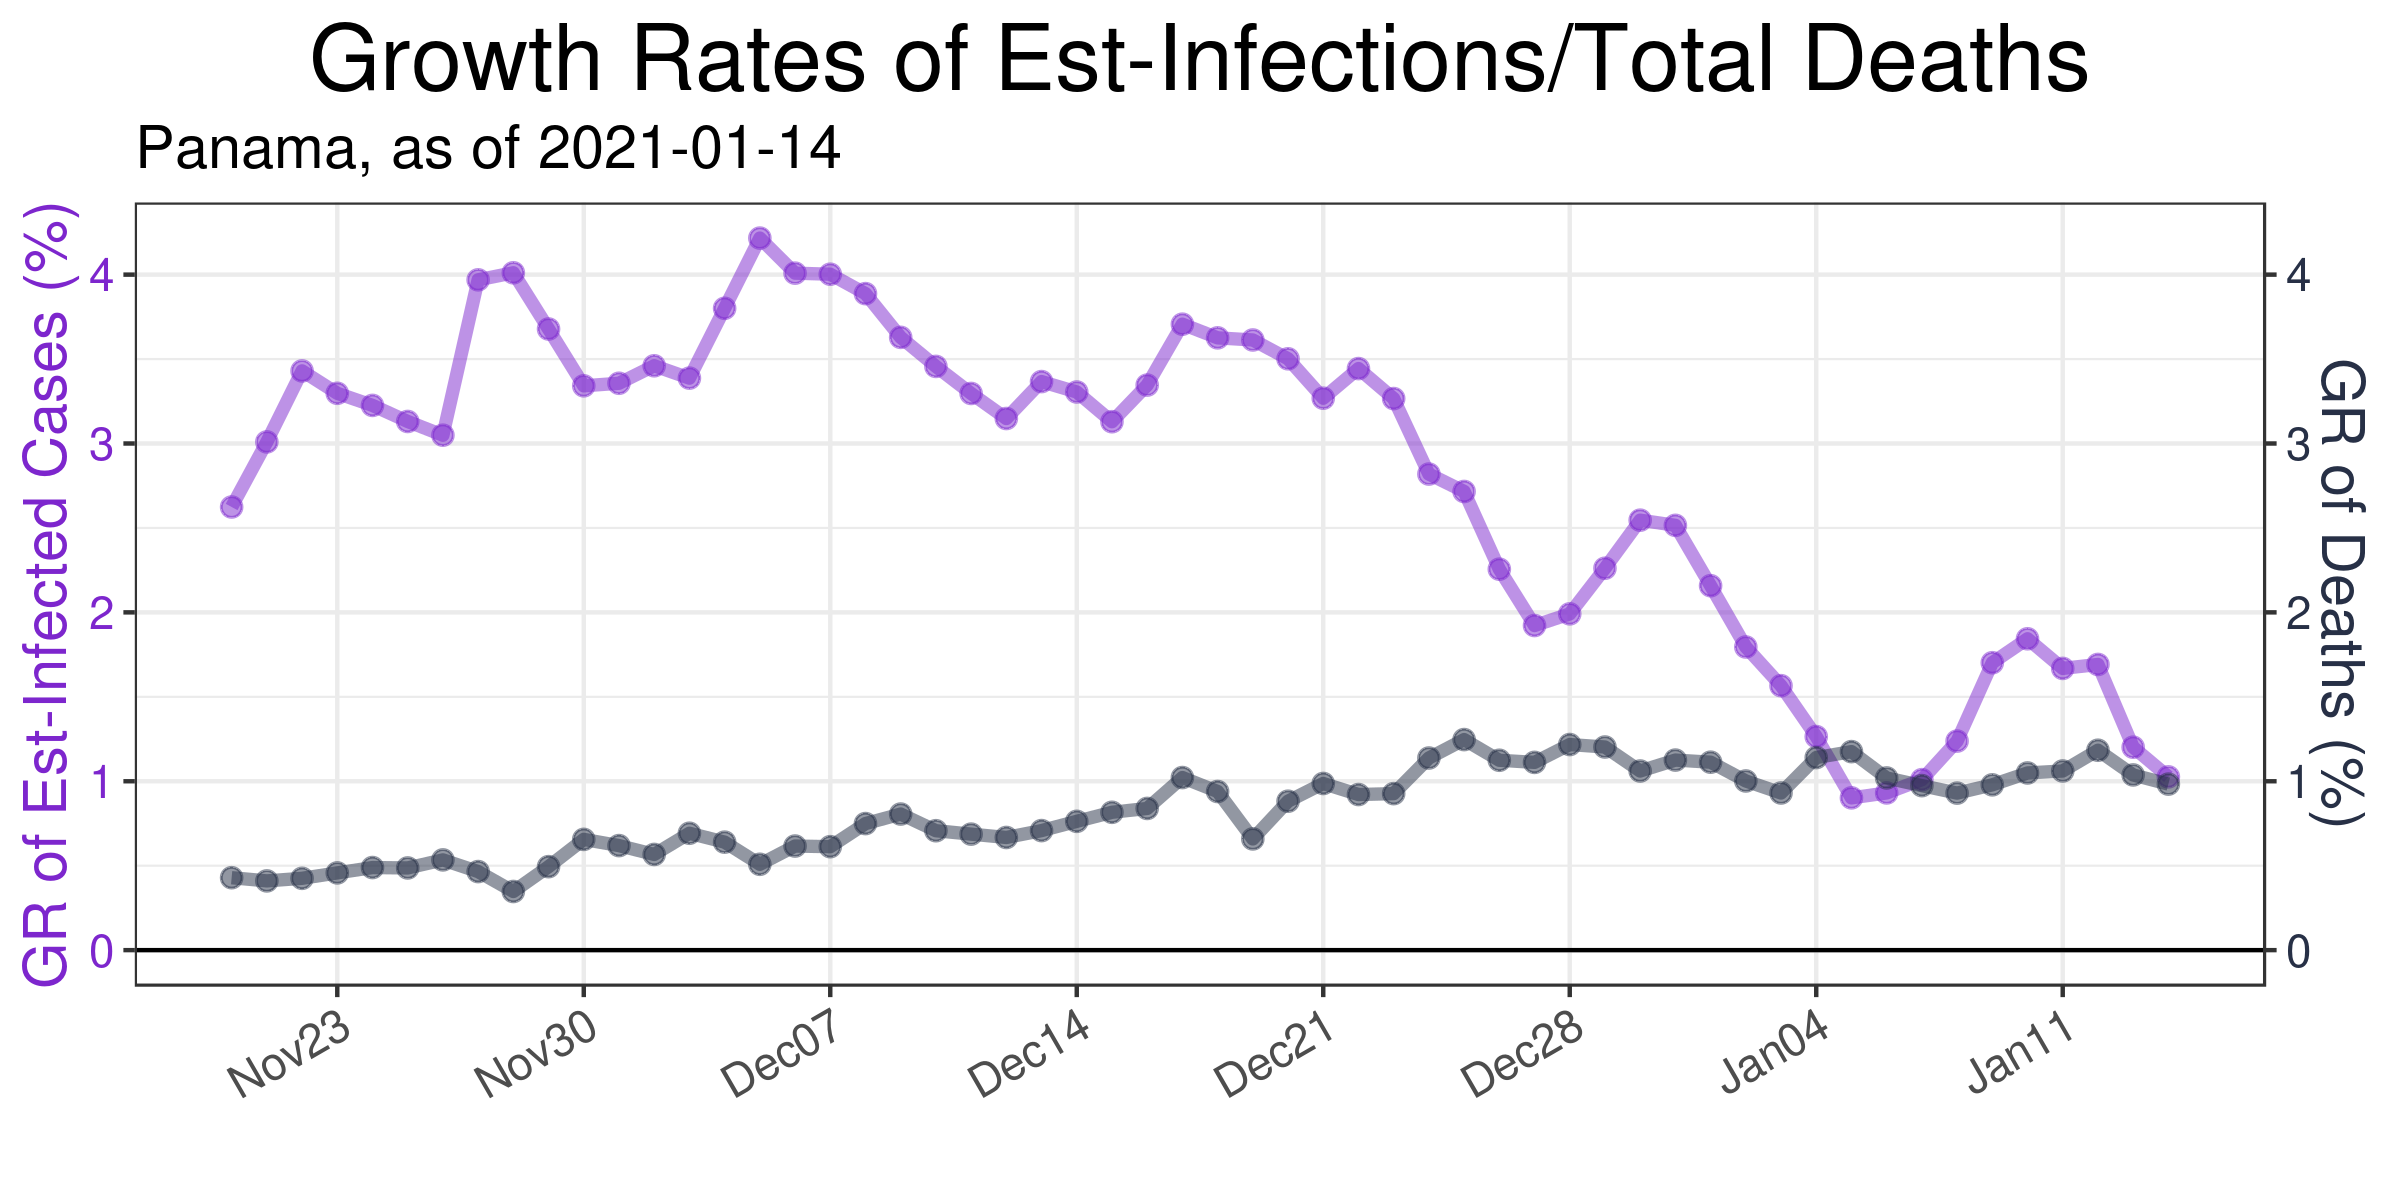 Growth Rates of Est-Infections/Total Deaths
Panama, as of 2021-01-14
GR of Est-Infected Cases (%)
4
3
2
1
0
4
3
2
1
0
GR of Deaths (%)
Nov23
Nov30
Dec07
Dec14
Dec21
Dec28
Jan04
Jan11